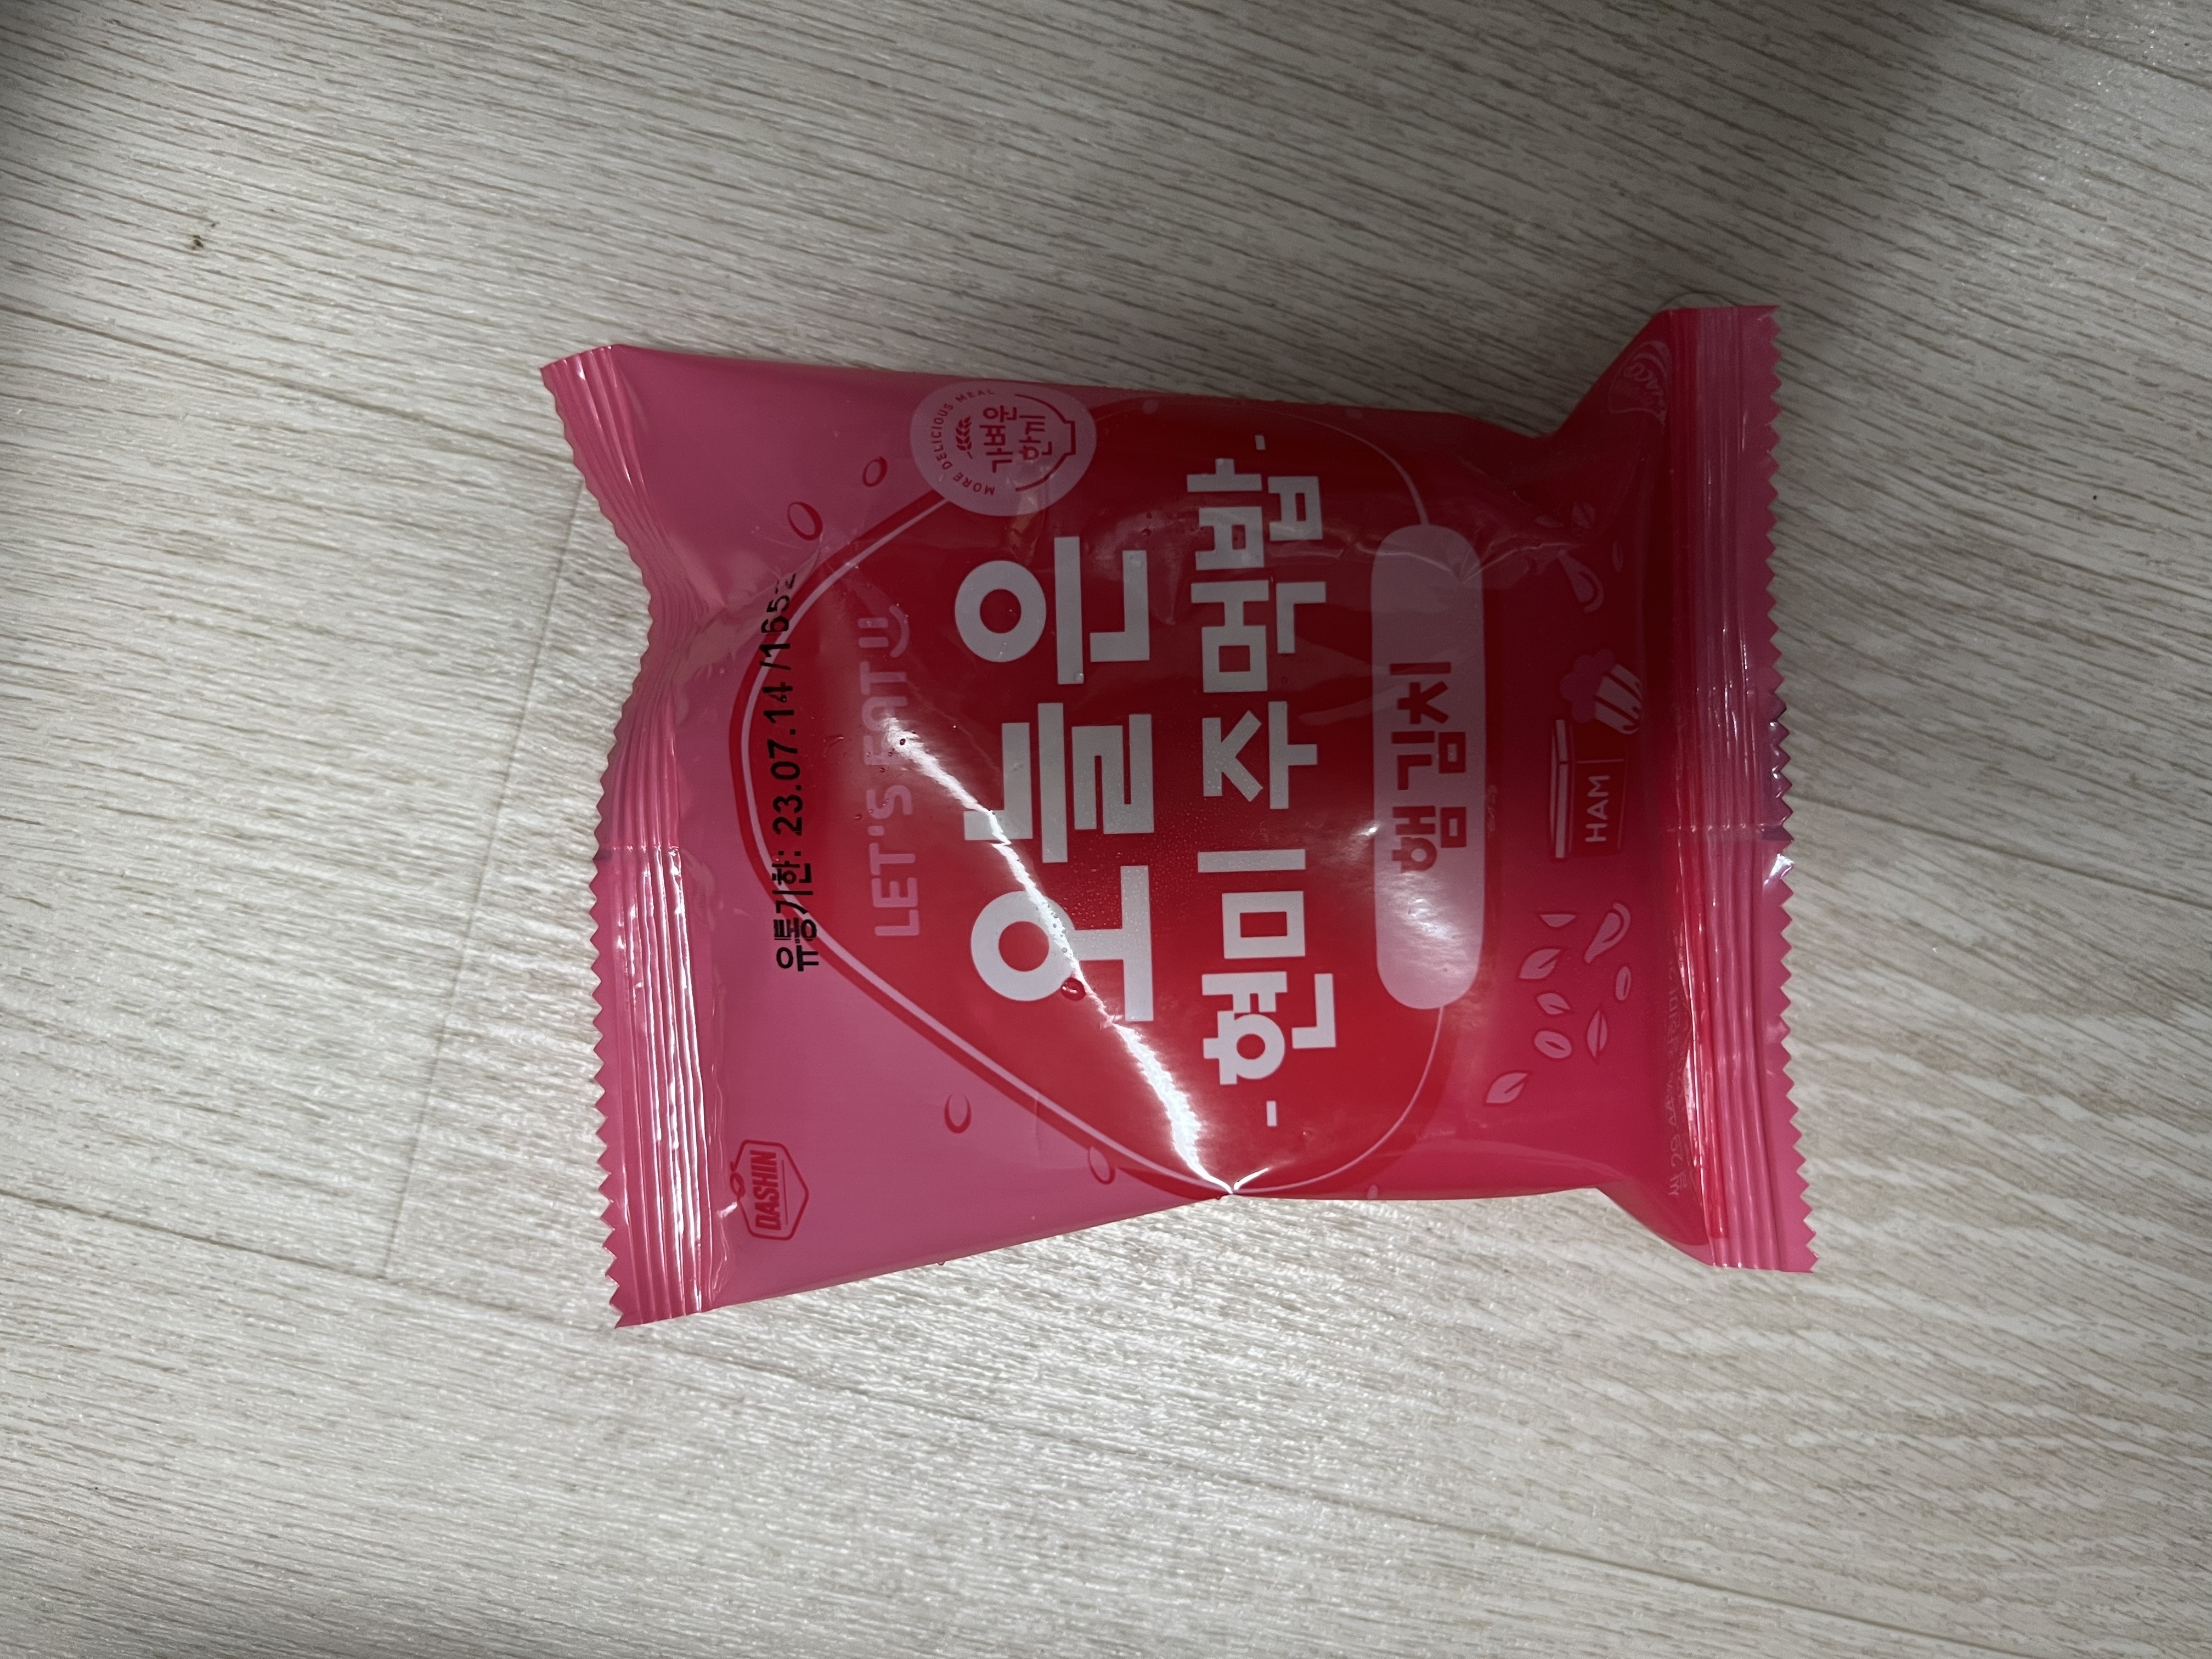 유통기한: 23.07.14
LET'S EAT U
MORE DELICIOUS MEAL
가벼운
한끼
오늘은
- 현미 주먹밥 -
햄 김치
HAM
DASHIN